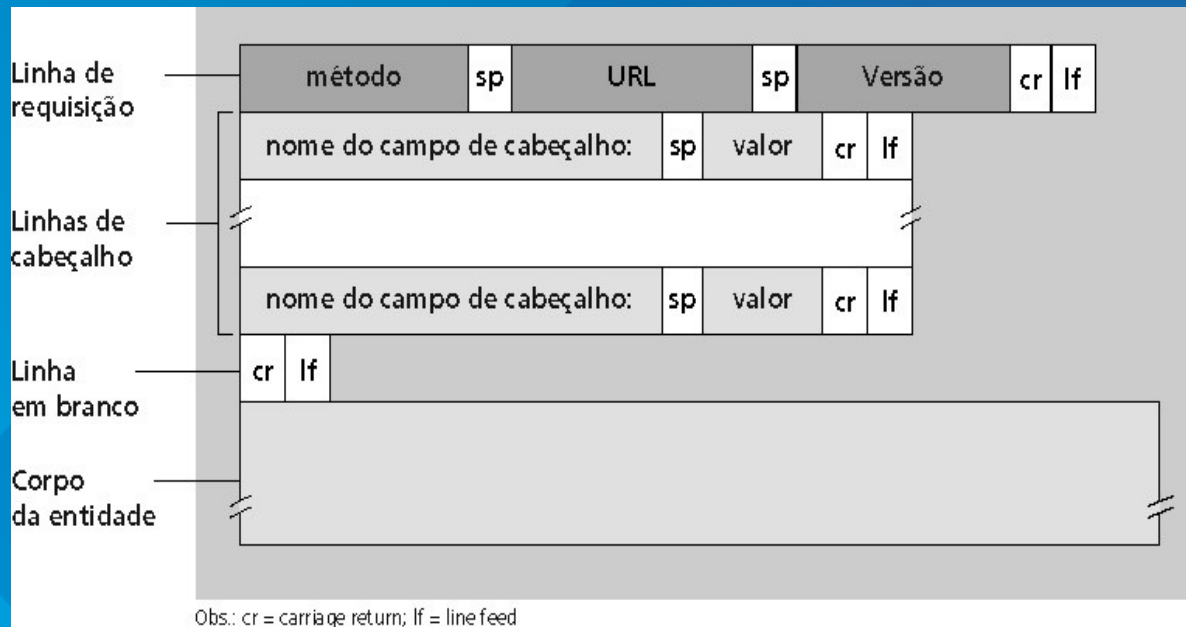 Linha de
requisição
método sp URL sp Versão cr lf
nome do campo de cabeçalho: sp valor cr lf
Linhas de
cabeçalho
nome do campo de cabeçalho: sp valor cr lf
Linha
em branco
cr lf
Corpo
da entidade
Obs.: cr = carriage return; lf = line feed